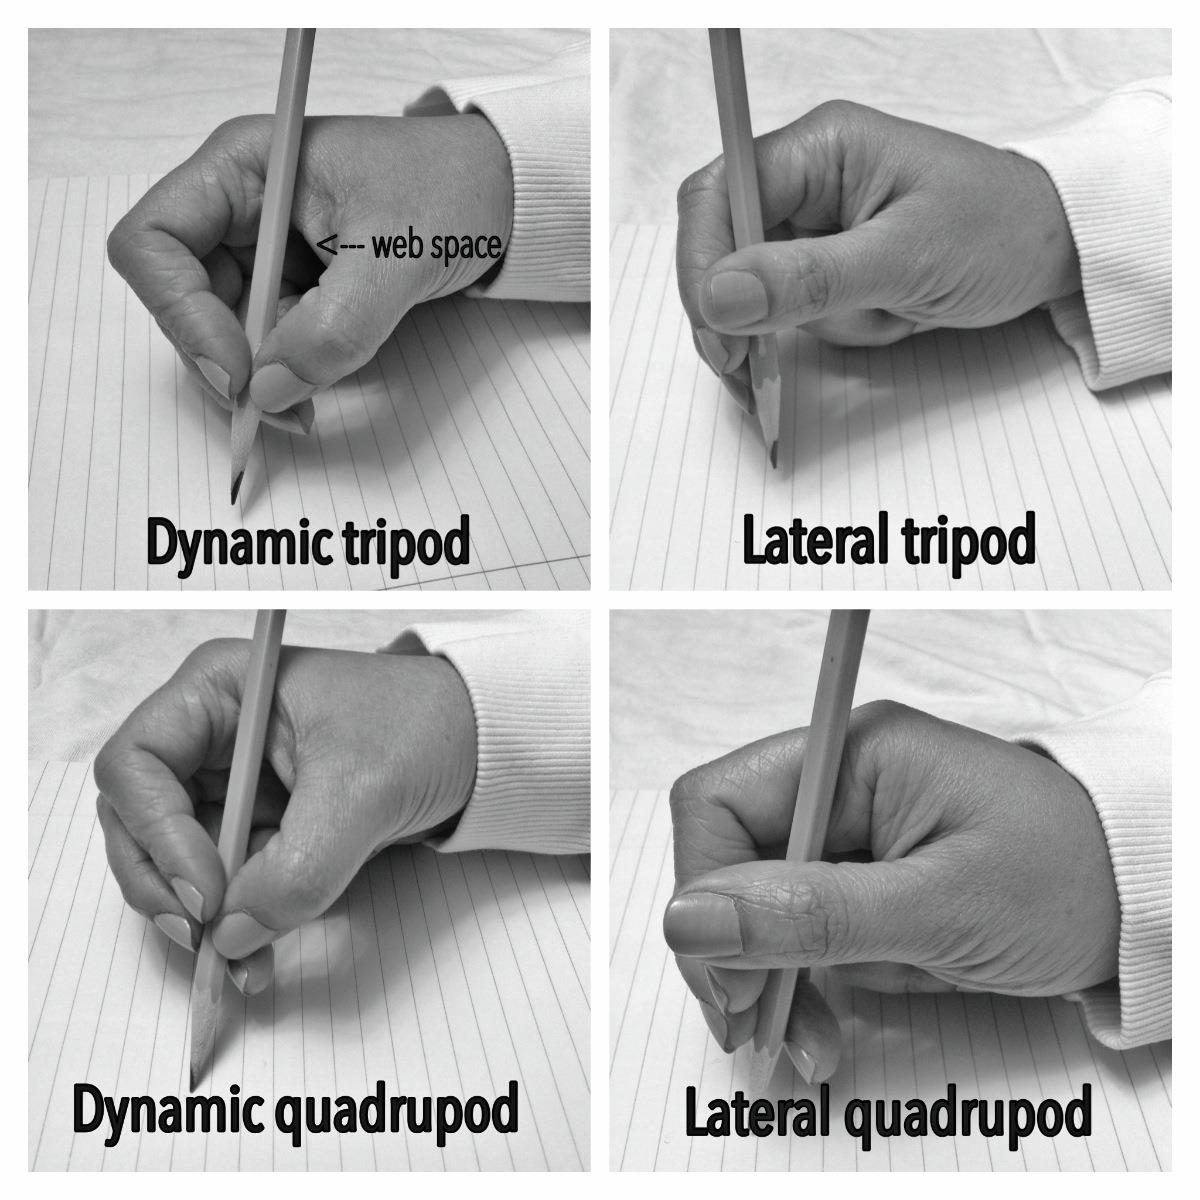 <--- web space
Dynamic tripod
Lateral tripod
Dynamic quadrupod
Lateral quadrupod